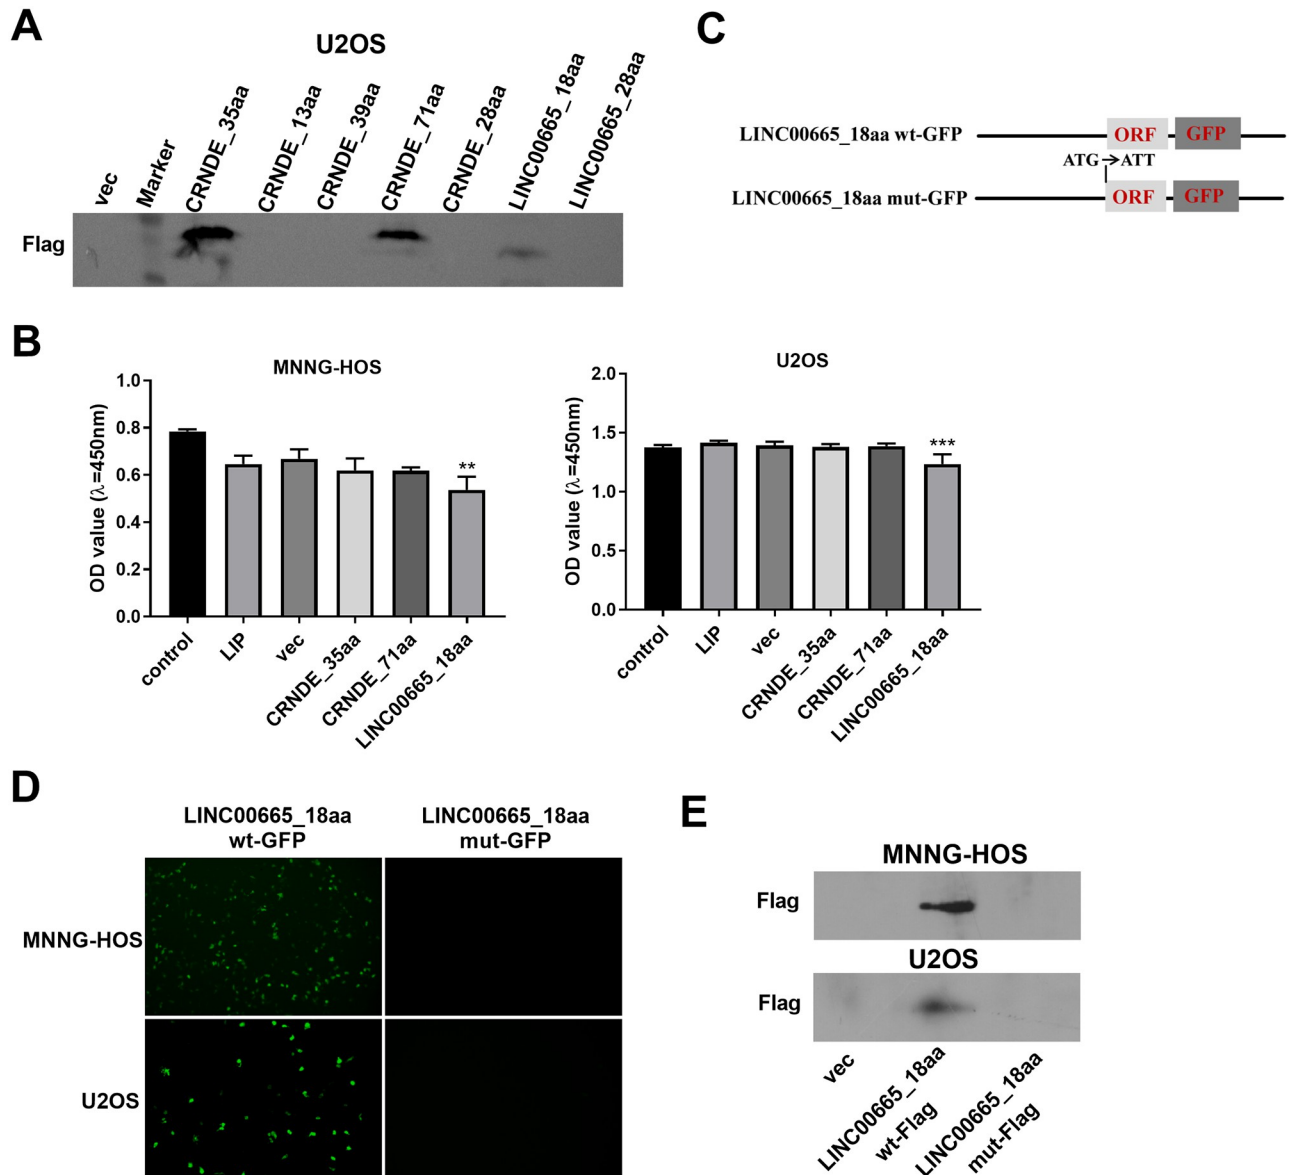 A
U2OS
vec
Marker
CRNDE_35aa
CRNDE_13aa
CRNDE_39aa
CRNDE_71aa
CRNDE_28aa
LINC00665_18aa
LINC00665_28aa
Flag
B
MNNG-HOS
OD value (λ=450nm)
1.0
0.8
0.6
0.4
0.2
0.0
**
control
LIP
vec
CRNDE_35aa
CRNDE_71aa
LINC00665_18aa
U2OS
OD value (λ=450nm)
2.0
1.5
1.0
0.5
0.0
***
control
LIP
vec
CRNDE_35aa
CRNDE_71aa
LINC00665_18aa
C
LINC00665_18aa wt-GFP
ORF
GFP
ATG→ATT
LINC00665_18aa mut-GFP
ORF
GFP
D
LINC00665_18aa
wt-GFP
LINC00665_18aa
mut-GFP
MNNG-HOS
U2OS
E
MNNG-HOS
Flag
U2OS
Flag
vec
LINC00665_18aa
wt-Flag
LINC00665_18aa
mut-Flag